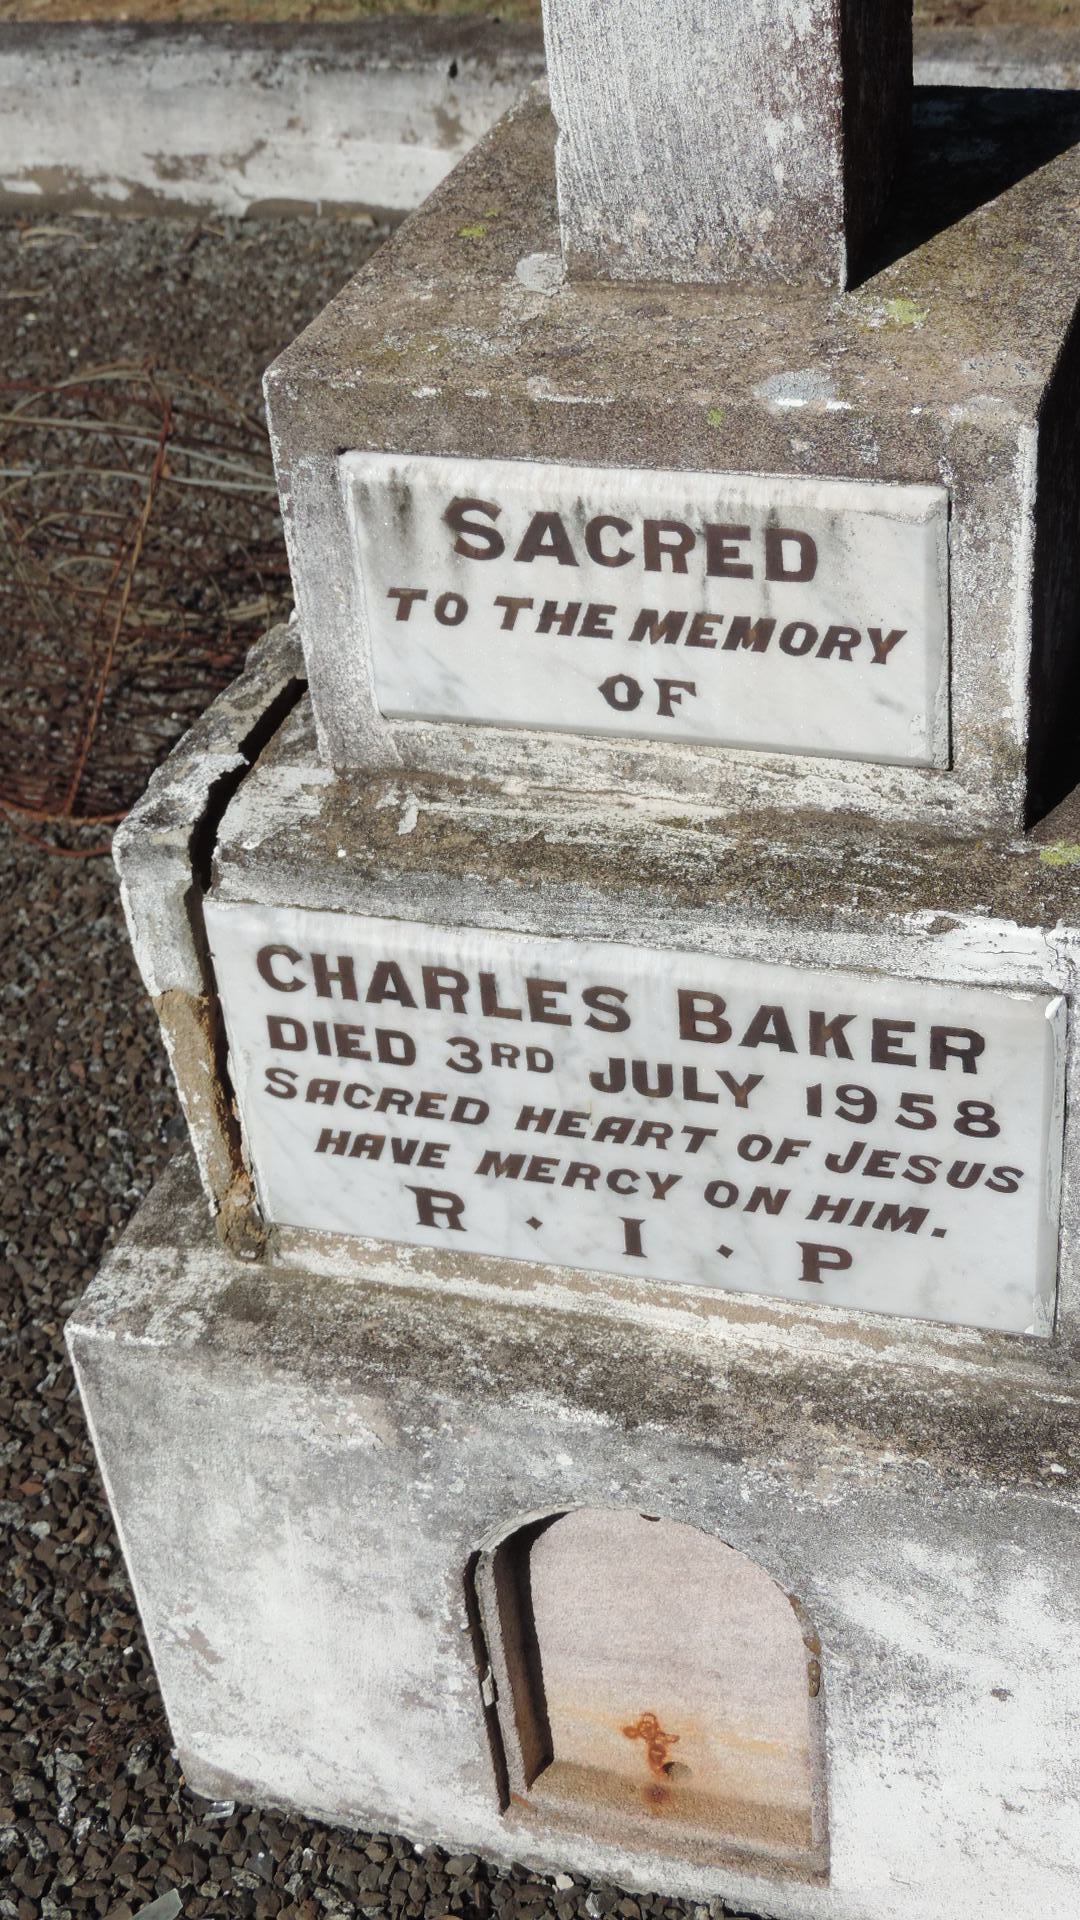 SACRED
TO THE MEMORY
OF
CHARLES BAKER
DIED 3RD JULY 1958
SACRED HEART OF JESUS
HAVE MERCY ON HIM.
R · I · P